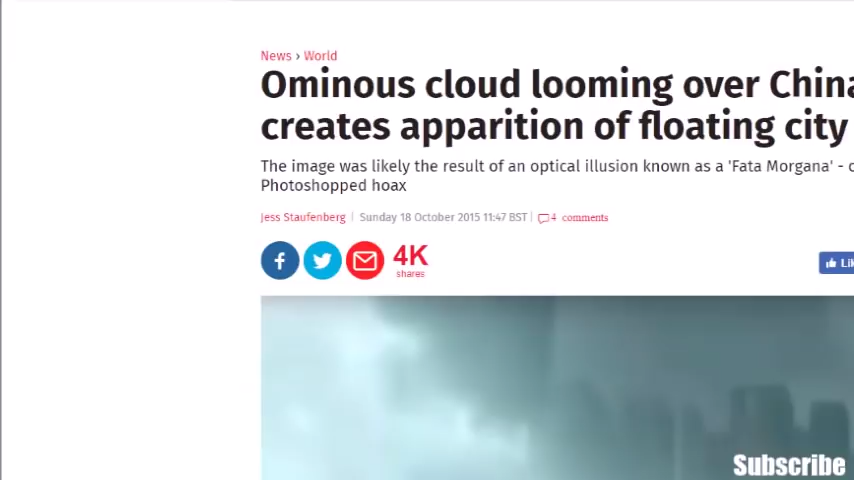 News › World
Ominous cloud looming over China
creates apparition of floating city
The image was likely the result of an optical illusion known as a 'Fata Morgana' -
Photoshopped hoax
Jess Staufenberg | Sunday 18 October 2015 11:47 BST | 4 comments
4K
shares
Lik
Subscribe